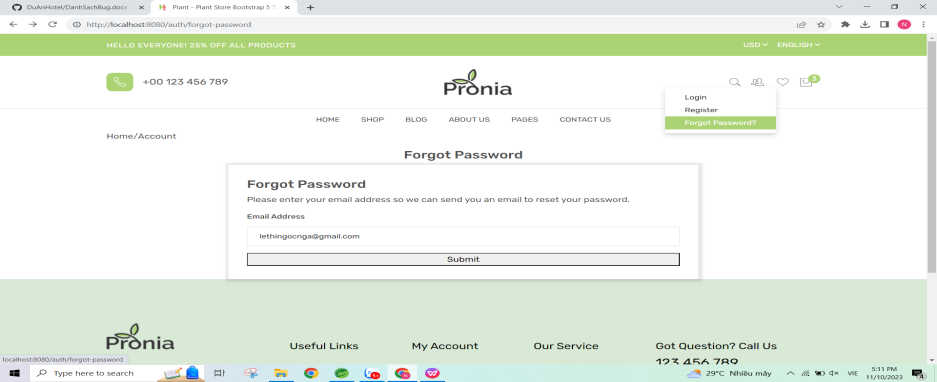 DuAnHotel/DanhSachBug.docx
Plant - Plant Store Bootstrap 5 Te
http://localhost:8080/auth/forgot-password
N
HELLO EVERYONE! 25% OFF ALL PRODUCTS
USD ENGLISH
+00 123 456 789
Pronia
3
Login
Register
Forgot Password?
HOME SHOP BLOG ABOUT US PAGES CONTACT US
Home/Account
Forgot Password
Forgot Password
Please enter your email address so we can send you an email to reset your password.
Email Address
lethingocnga@gmail.com
Submit
Pronia
Useful Links My Account Our Service Got Question? Call Us
123 456 789
localhost:8080/auth/forgot-password
Type here to search
29°C Nhiều mây
VIE
5:11 PM
11/10/2023
4